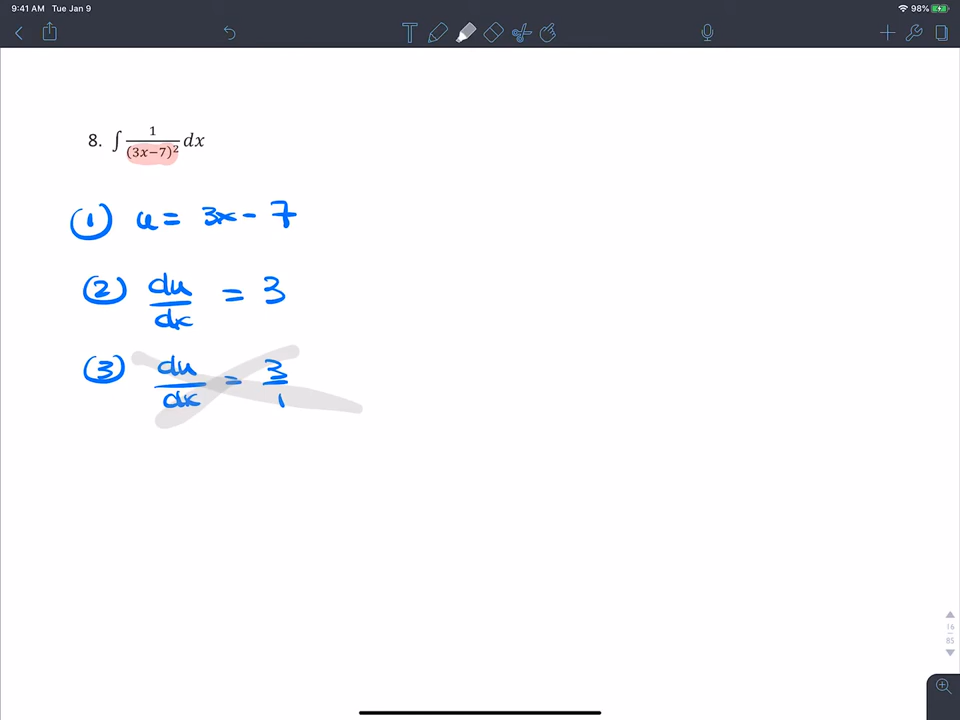 9:41 AM Tue Jan 9
98%
T
8. ∫ 1/(3x−7)² dx
① u = 3x - 7
② du/dx = 3
③ du/dx = 3/1
16
85